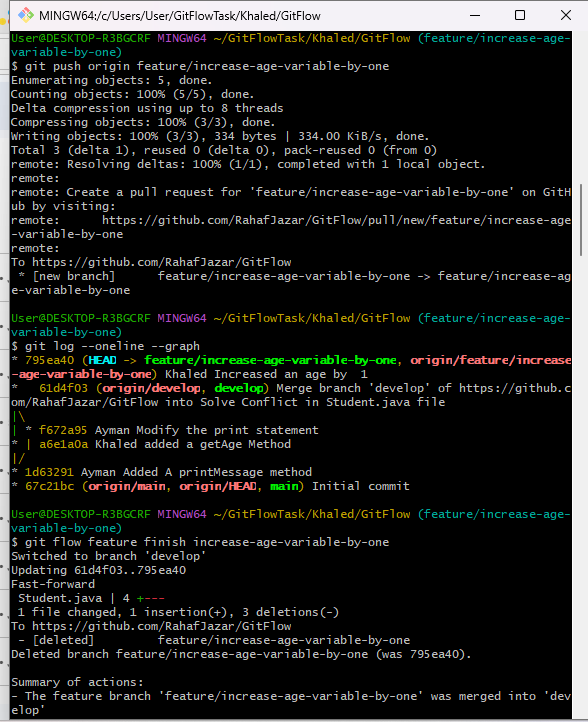 MINGW64:/c/Users/User/GitFlowTask/Khaled/GitFlow
User@DESKTOP-R3BGCRF MINGW64 ~/GitFlowTask/Khaled/GitFlow (feature/increase-age-
variable-by-one)
$ git push origin feature/increase-age-variable-by-one
Enumerating objects: 5, done.
Counting objects: 100% (5/5), done.
Delta compression using up to 8 threads
Compressing objects: 100% (3/3), done.
Writing objects: 100% (3/3), 334 bytes | 334.00 KiB/s, done.
Total 3 (delta 1), reused 0 (delta 0), pack-reused 0 (from 0)
remote: Resolving deltas: 100% (1/1), completed with 1 local object.
remote:
remote: Create a pull request for 'feature/increase-age-variable-by-one' on GitH
ub by visiting:
remote:      https://github.com/RahafJazar/GitFlow/pull/new/feature/increase-age
-variable-by-one
remote:
To https://github.com/RahafJazar/GitFlow
 * [new branch]      feature/increase-age-variable-by-one -> feature/increase-ag
e-variable-by-one
User@DESKTOP-R3BGCRF MINGW64 ~/GitFlowTask/Khaled/GitFlow (feature/increase-age-
variable-by-one)
$ git log --oneline --graph
* 795ea40 (HEAD -> feature/increase-age-variable-by-one, origin/feature/increase
-age-variable-by-one) Khaled Increased an age by  1
*   61d4f03 (origin/develop, develop) Merge branch 'develop' of https://github.c
om/RahafJazar/GitFlow into Solve Conflict in Student.java file
|\
| * f672a95 Ayman Modify the print statement
* | a6e1a0a Khaled added a getAge Method
|/
* 1d63291 Ayman Added A printMessage method
* 67c21bc (origin/main, origin/HEAD, main) Initial commit
User@DESKTOP-R3BGCRF MINGW64 ~/GitFlowTask/Khaled/GitFlow (feature/increase-age-
variable-by-one)
$ git flow feature finish increase-age-variable-by-one
Switched to branch 'develop'
Updating 61d4f03..795ea40
Fast-forward
 Student.java | 4 +---
 1 file changed, 1 insertion(+), 3 deletions(-)
To https://github.com/RahafJazar/GitFlow
 - [deleted]         feature/increase-age-variable-by-one
Deleted branch feature/increase-age-variable-by-one (was 795ea40).
Summary of actions:
- The feature branch 'feature/increase-age-variable-by-one' was merged into 'dev
elop'